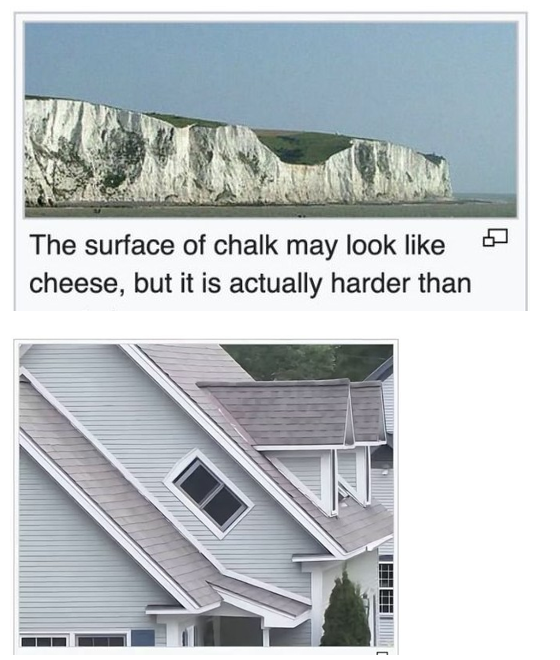 The surface of chalk may look like
cheese, but it is actually harder than